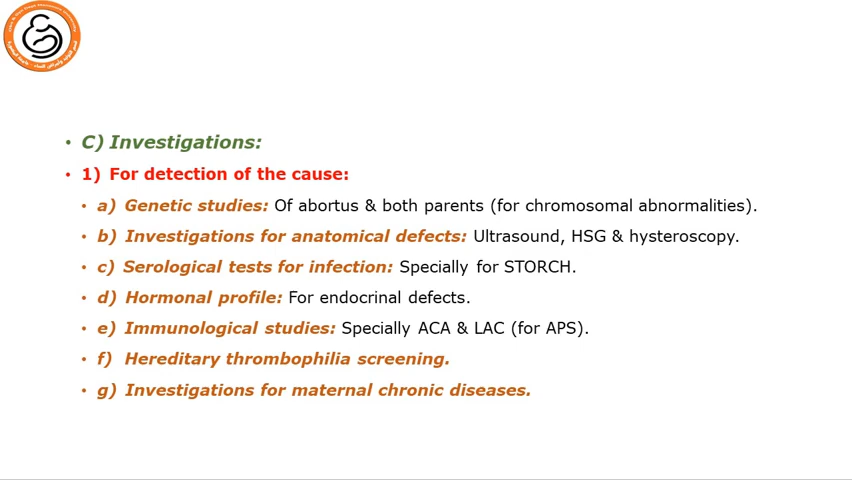 • C) Investigations:
• 1) For detection of the cause:
• a) Genetic studies: Of abortus & both parents (for chromosomal abnormalities).
• b) Investigations for anatomical defects: Ultrasound, HSG & hysteroscopy.
• c) Serological tests for infection: Specially for STORCH.
• d) Hormonal profile: For endocrinal defects.
• e) Immunological studies: Specially ACA & LAC (for APS).
• f) Hereditary thrombophilia screening.
• g) Investigations for maternal chronic diseases.